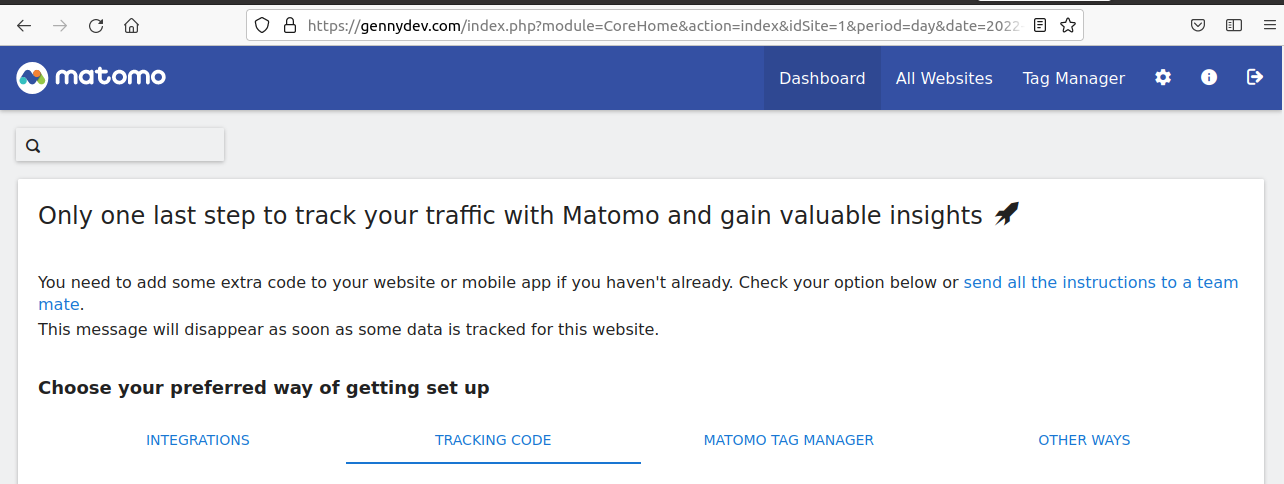 https://gennydev.com/index.php?module=CoreHome&action=index&idSite=1&period=day&date=2022-
matomo
Dashboard
All Websites
Tag Manager
Only one last step to track your traffic with Matomo and gain valuable insights
You need to add some extra code to your website or mobile app if you haven't already. Check your option below or send all the instructions to a team
mate.
This message will disappear as soon as some data is tracked for this website.
Choose your preferred way of getting set up
INTEGRATIONS
TRACKING CODE
MATOMO TAG MANAGER
OTHER WAYS